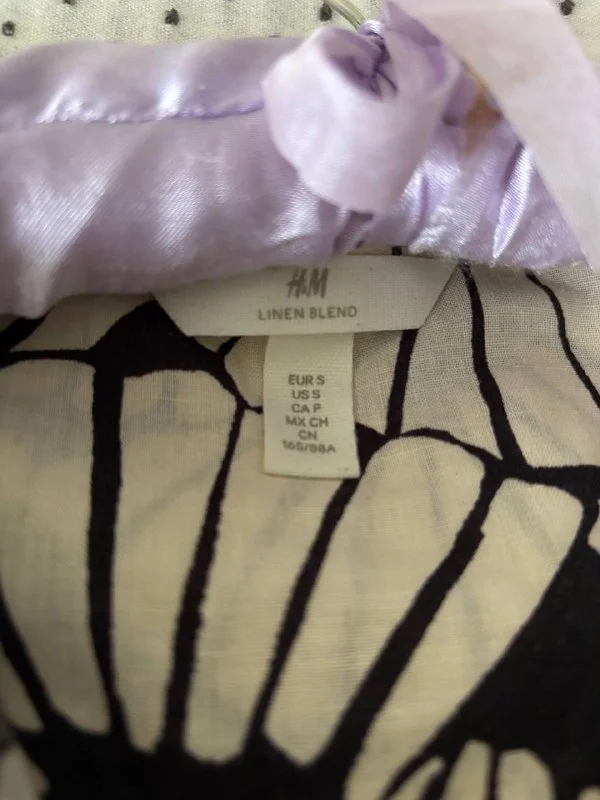 H&M
LINEN BLEND
EUR S
US S
CA P
MX CH
CN
165/88A